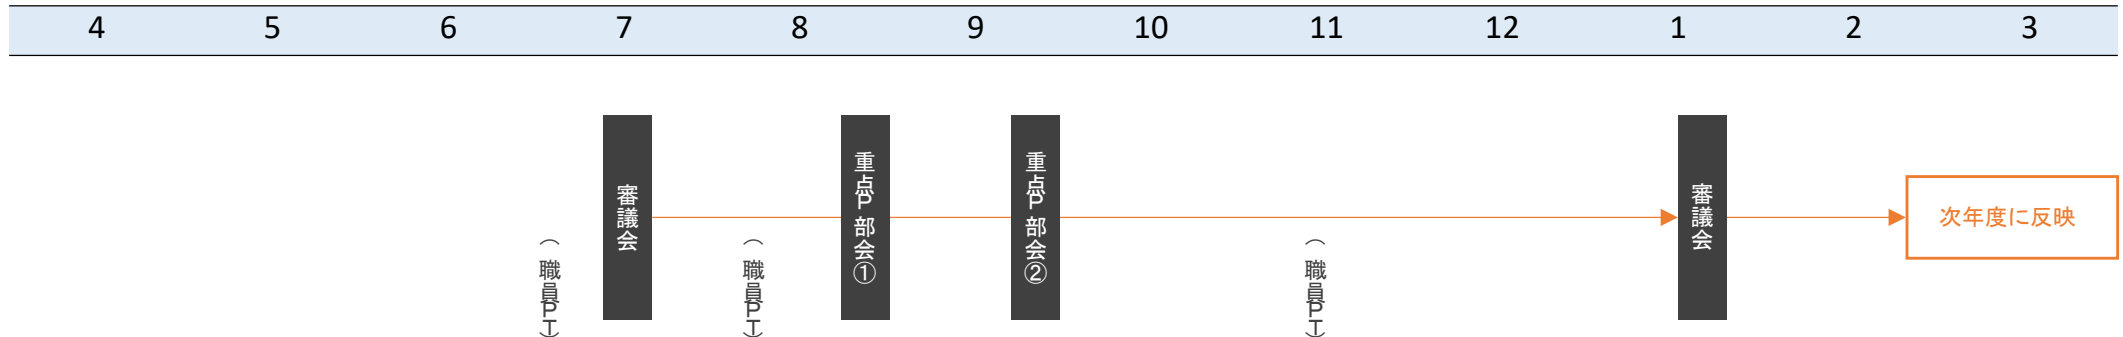 4 5 6 7 8 9 10 11 12 1 2 3
(職員PT)
審議会
(職員PT)
重点P部会①
重点P部会②
(職員PT)
審議会
次年度に反映